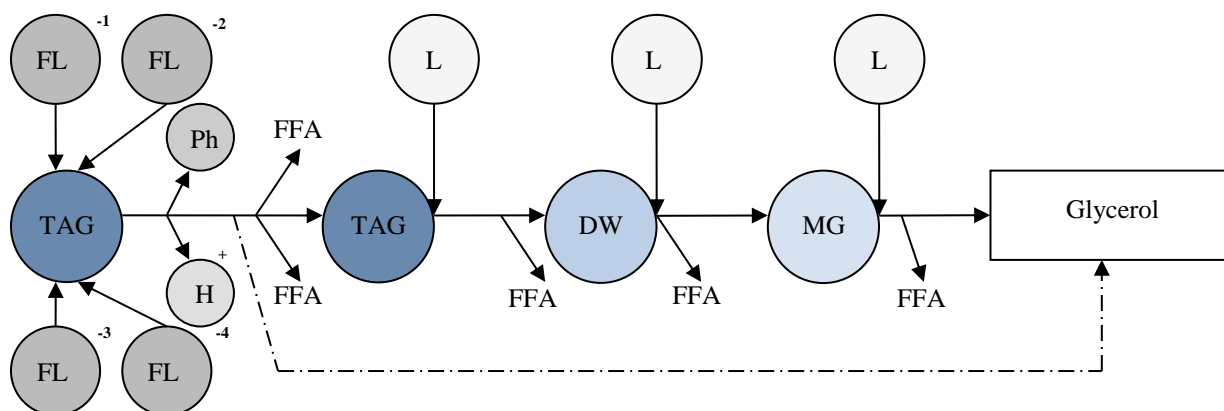 FL -1
FL -2
L
L
L
Ph
FFA
TAG
TAG
DW
MG
Glycerol
H +
FFA
FFA
FFA
FFA
FL -3
FL -4